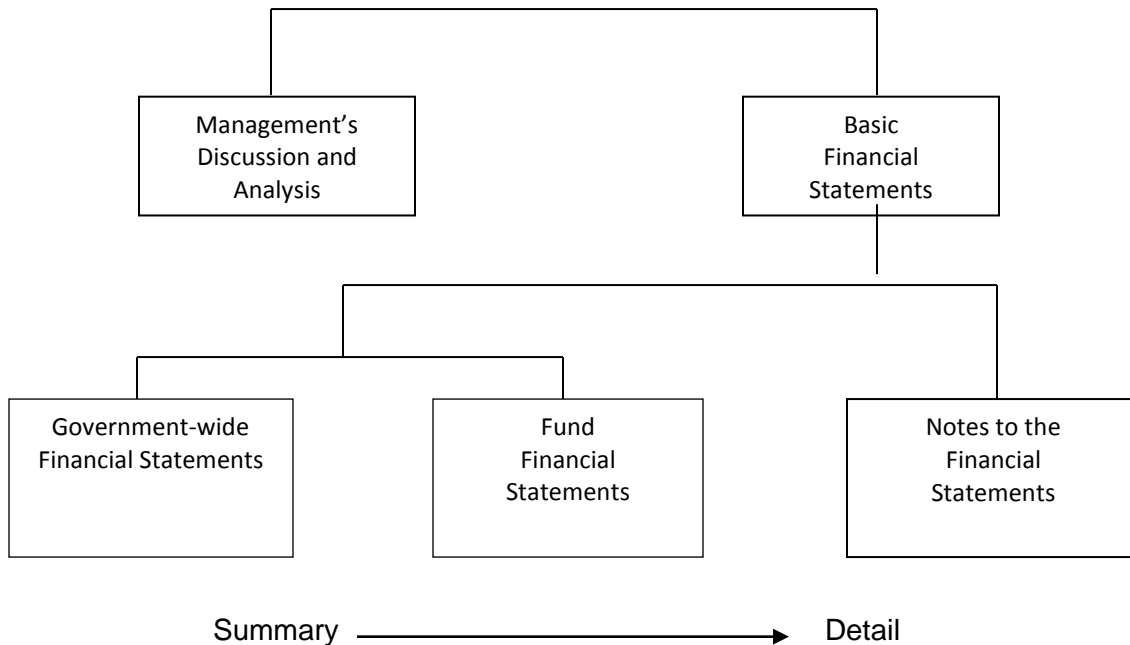 Management’s
Discussion and
Analysis
Basic
Financial
Statements
Government-wide
Financial Statements
Fund
Financial
Statements
Notes to the
Financial
Statements
Summary
Detail